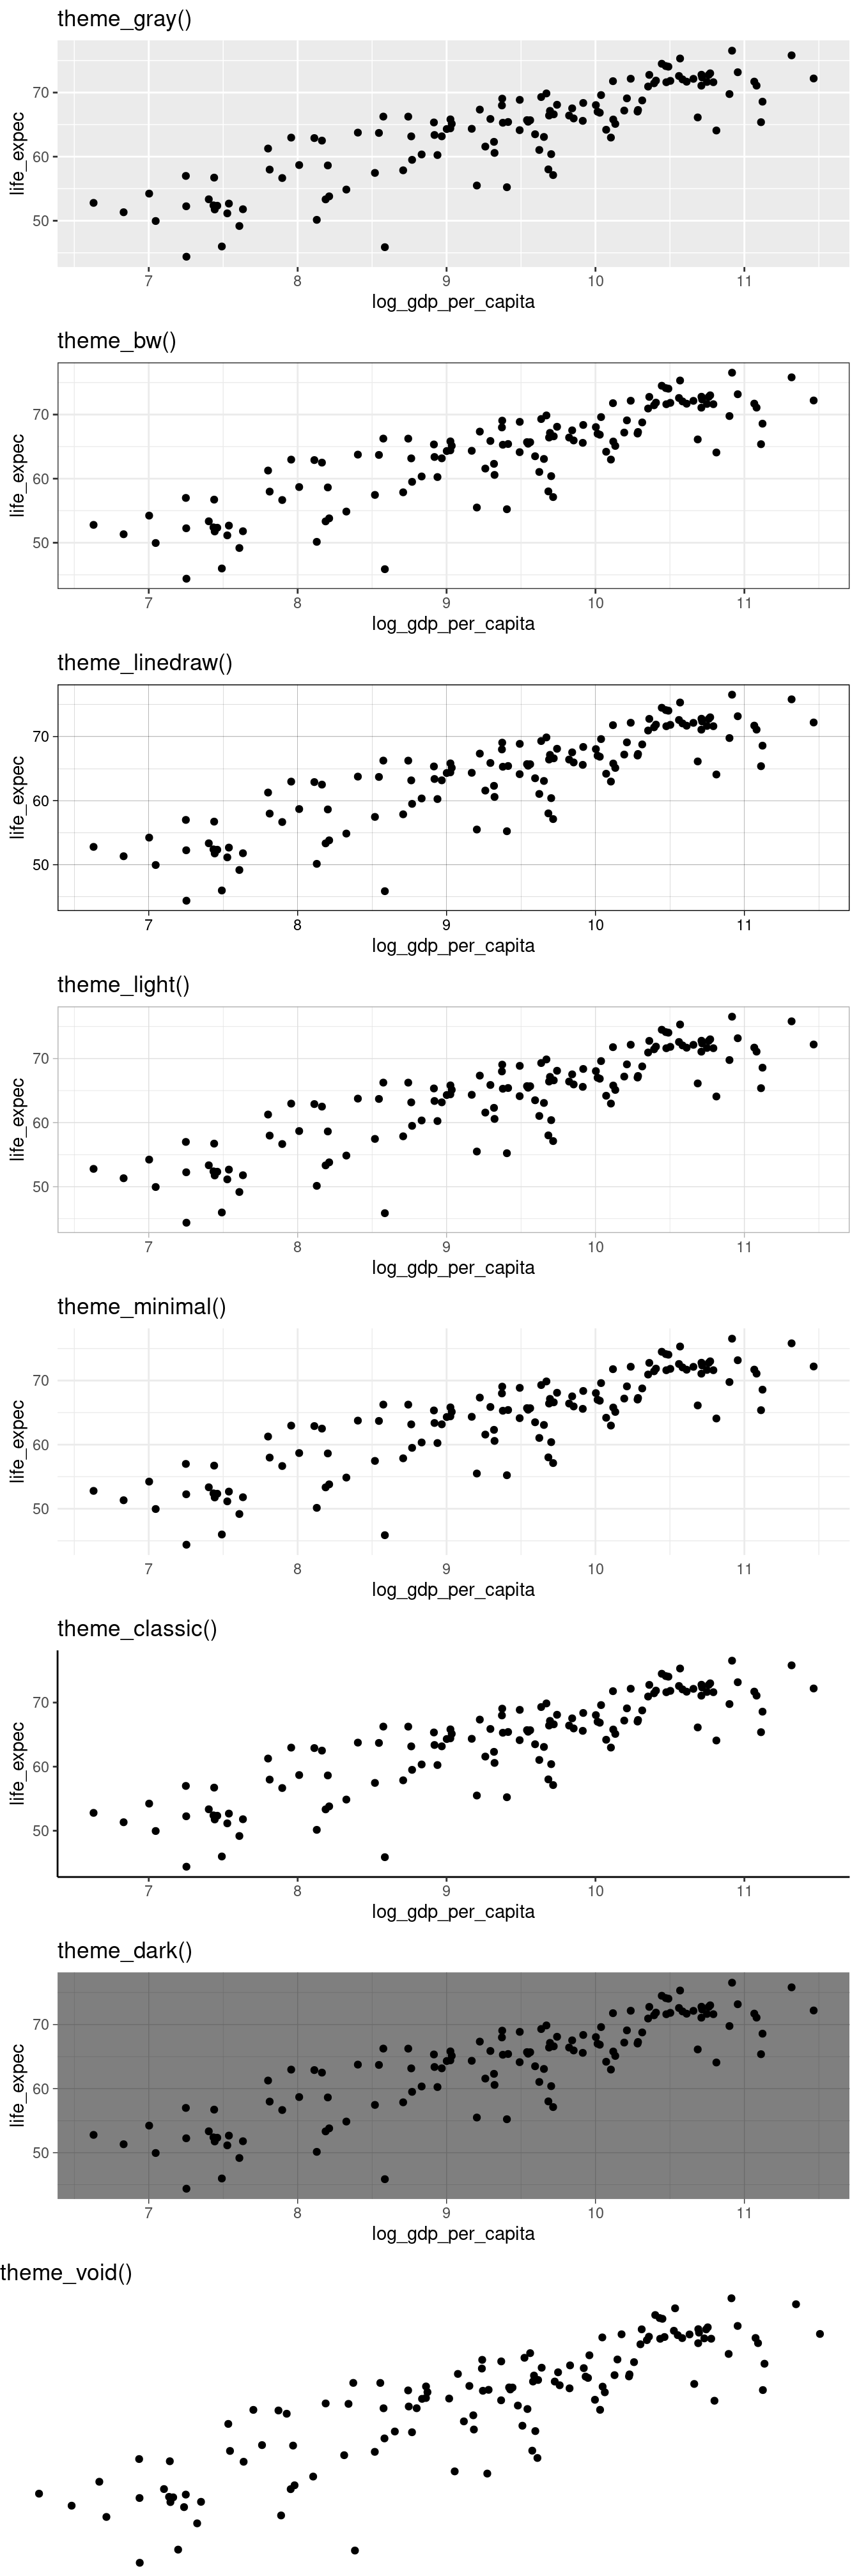 theme_gray()
life_expec
70
60
50
7 8 9 10 11
log_gdp_per_capita
theme_bw()
life_expec
70
60
50
7 8 9 10 11
log_gdp_per_capita
theme_linedraw()
life_expec
70
60
50
7 8 9 10 11
log_gdp_per_capita
theme_light()
life_expec
70
60
50
7 8 9 10 11
log_gdp_per_capita
theme_minimal()
life_expec
70
60
50
7 8 9 10 11
log_gdp_per_capita
theme_classic()
life_expec
70
60
50
7 8 9 10 11
log_gdp_per_capita
theme_dark()
life_expec
70
60
50
7 8 9 10 11
log_gdp_per_capita
theme_void()